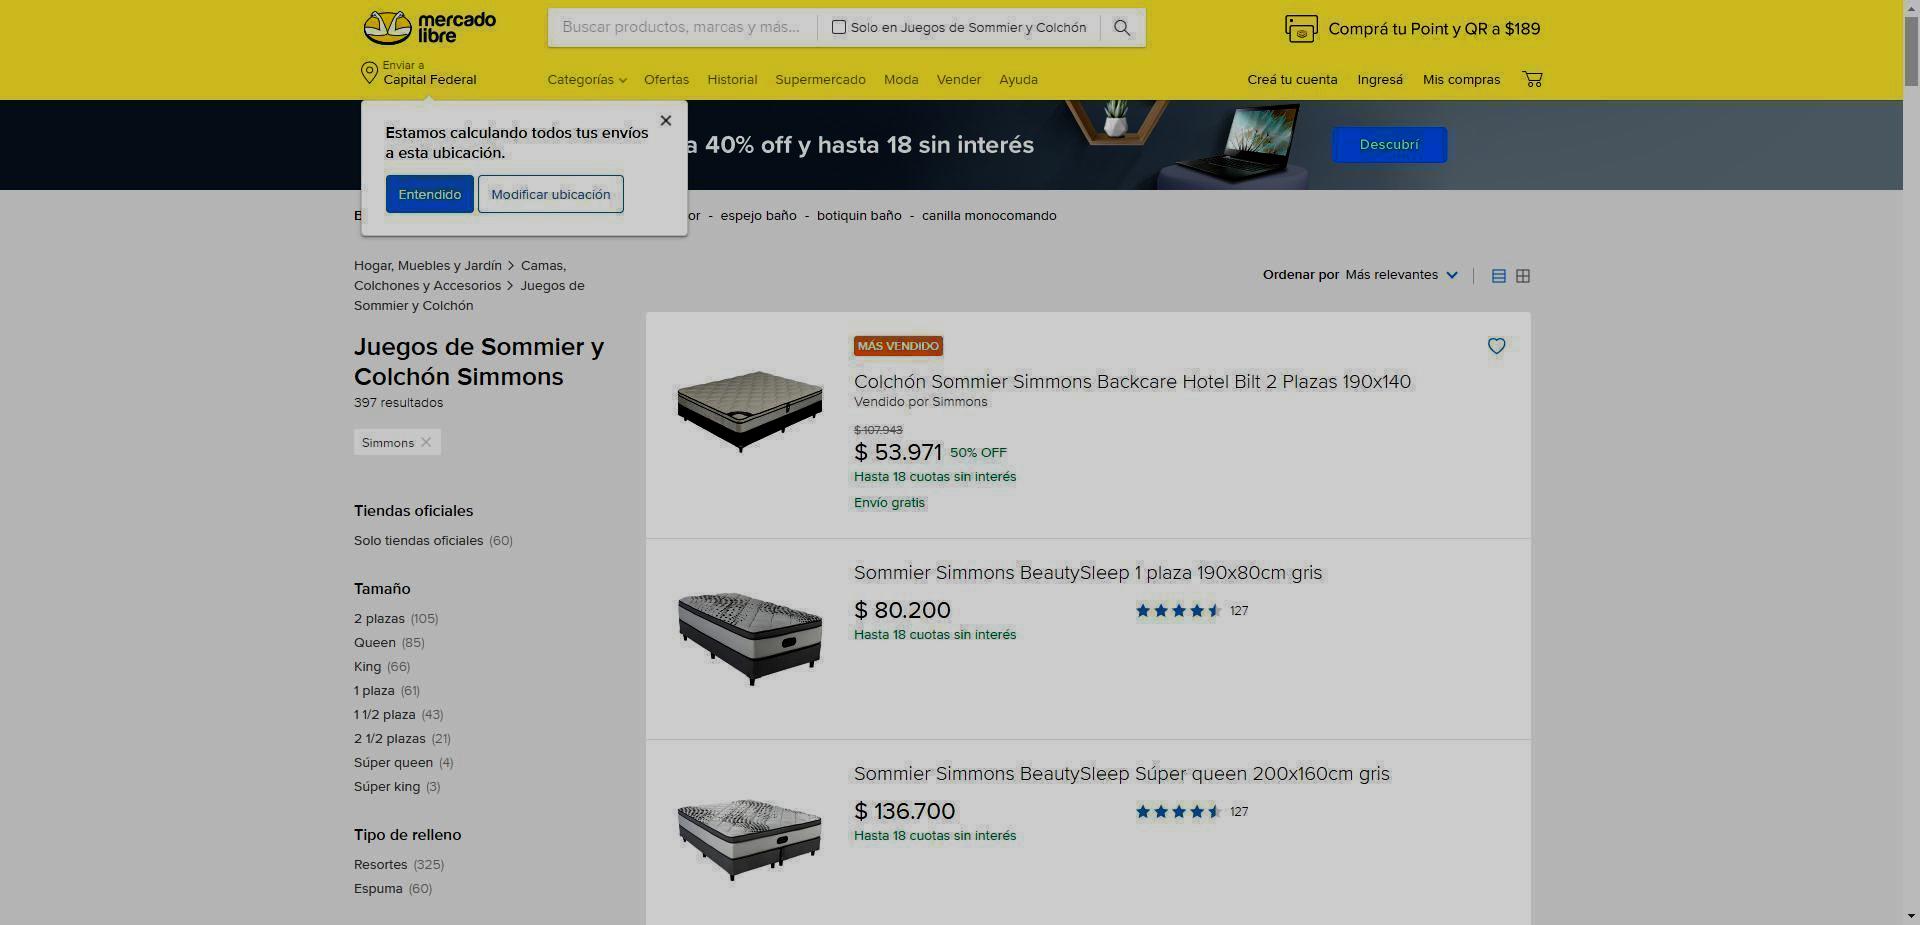 mercado
libre
Buscar productos, marcas y más...
Solo en Juegos de Sommier y Colchón
Comprá tu Point y QR a $189
Enviar a
Capital Federal
Categorías
Ofertas
Historial
Supermercado
Moda
Vender
Ayuda
Creá tu cuenta
Ingresá
Mis compras
Estamos calculando todos tus envíos
a esta ubicación.
Entendido
Modificar ubicación
a 40% off y hasta 18 sin interés
Descubrí
B
or - espejo baño - botiquin baño - canilla monocomando
Hogar, Muebles y Jardín > Camas,
Colchones y Accesorios > Juegos de
Sommier y Colchón
Ordenar por Más relevantes
Juegos de Sommier y
Colchón Simmons
397 resultados
Simmons
Tiendas oficiales
Solo tiendas oficiales (60)
Tamaño
2 plazas (105)
Queen (85)
King (66)
1 plaza (61)
1 1/2 plaza (43)
2 1/2 plazas (21)
Súper queen (4)
Súper king (3)
Tipo de relleno
Resortes (325)
Espuma (60)
MÁS VENDIDO
Colchón Sommier Simmons Backcare Hotel Bilt 2 Plazas 190x140
Vendido por Simmons
$ 107.943
$ 53.971 50% OFF
Hasta 18 cuotas sin interés
Envío gratis
Sommier Simmons BeautySleep 1 plaza 190x80cm gris
$ 80.200
127
Hasta 18 cuotas sin interés
Sommier Simmons BeautySleep Súper queen 200x160cm gris
$ 136.700
127
Hasta 18 cuotas sin interés